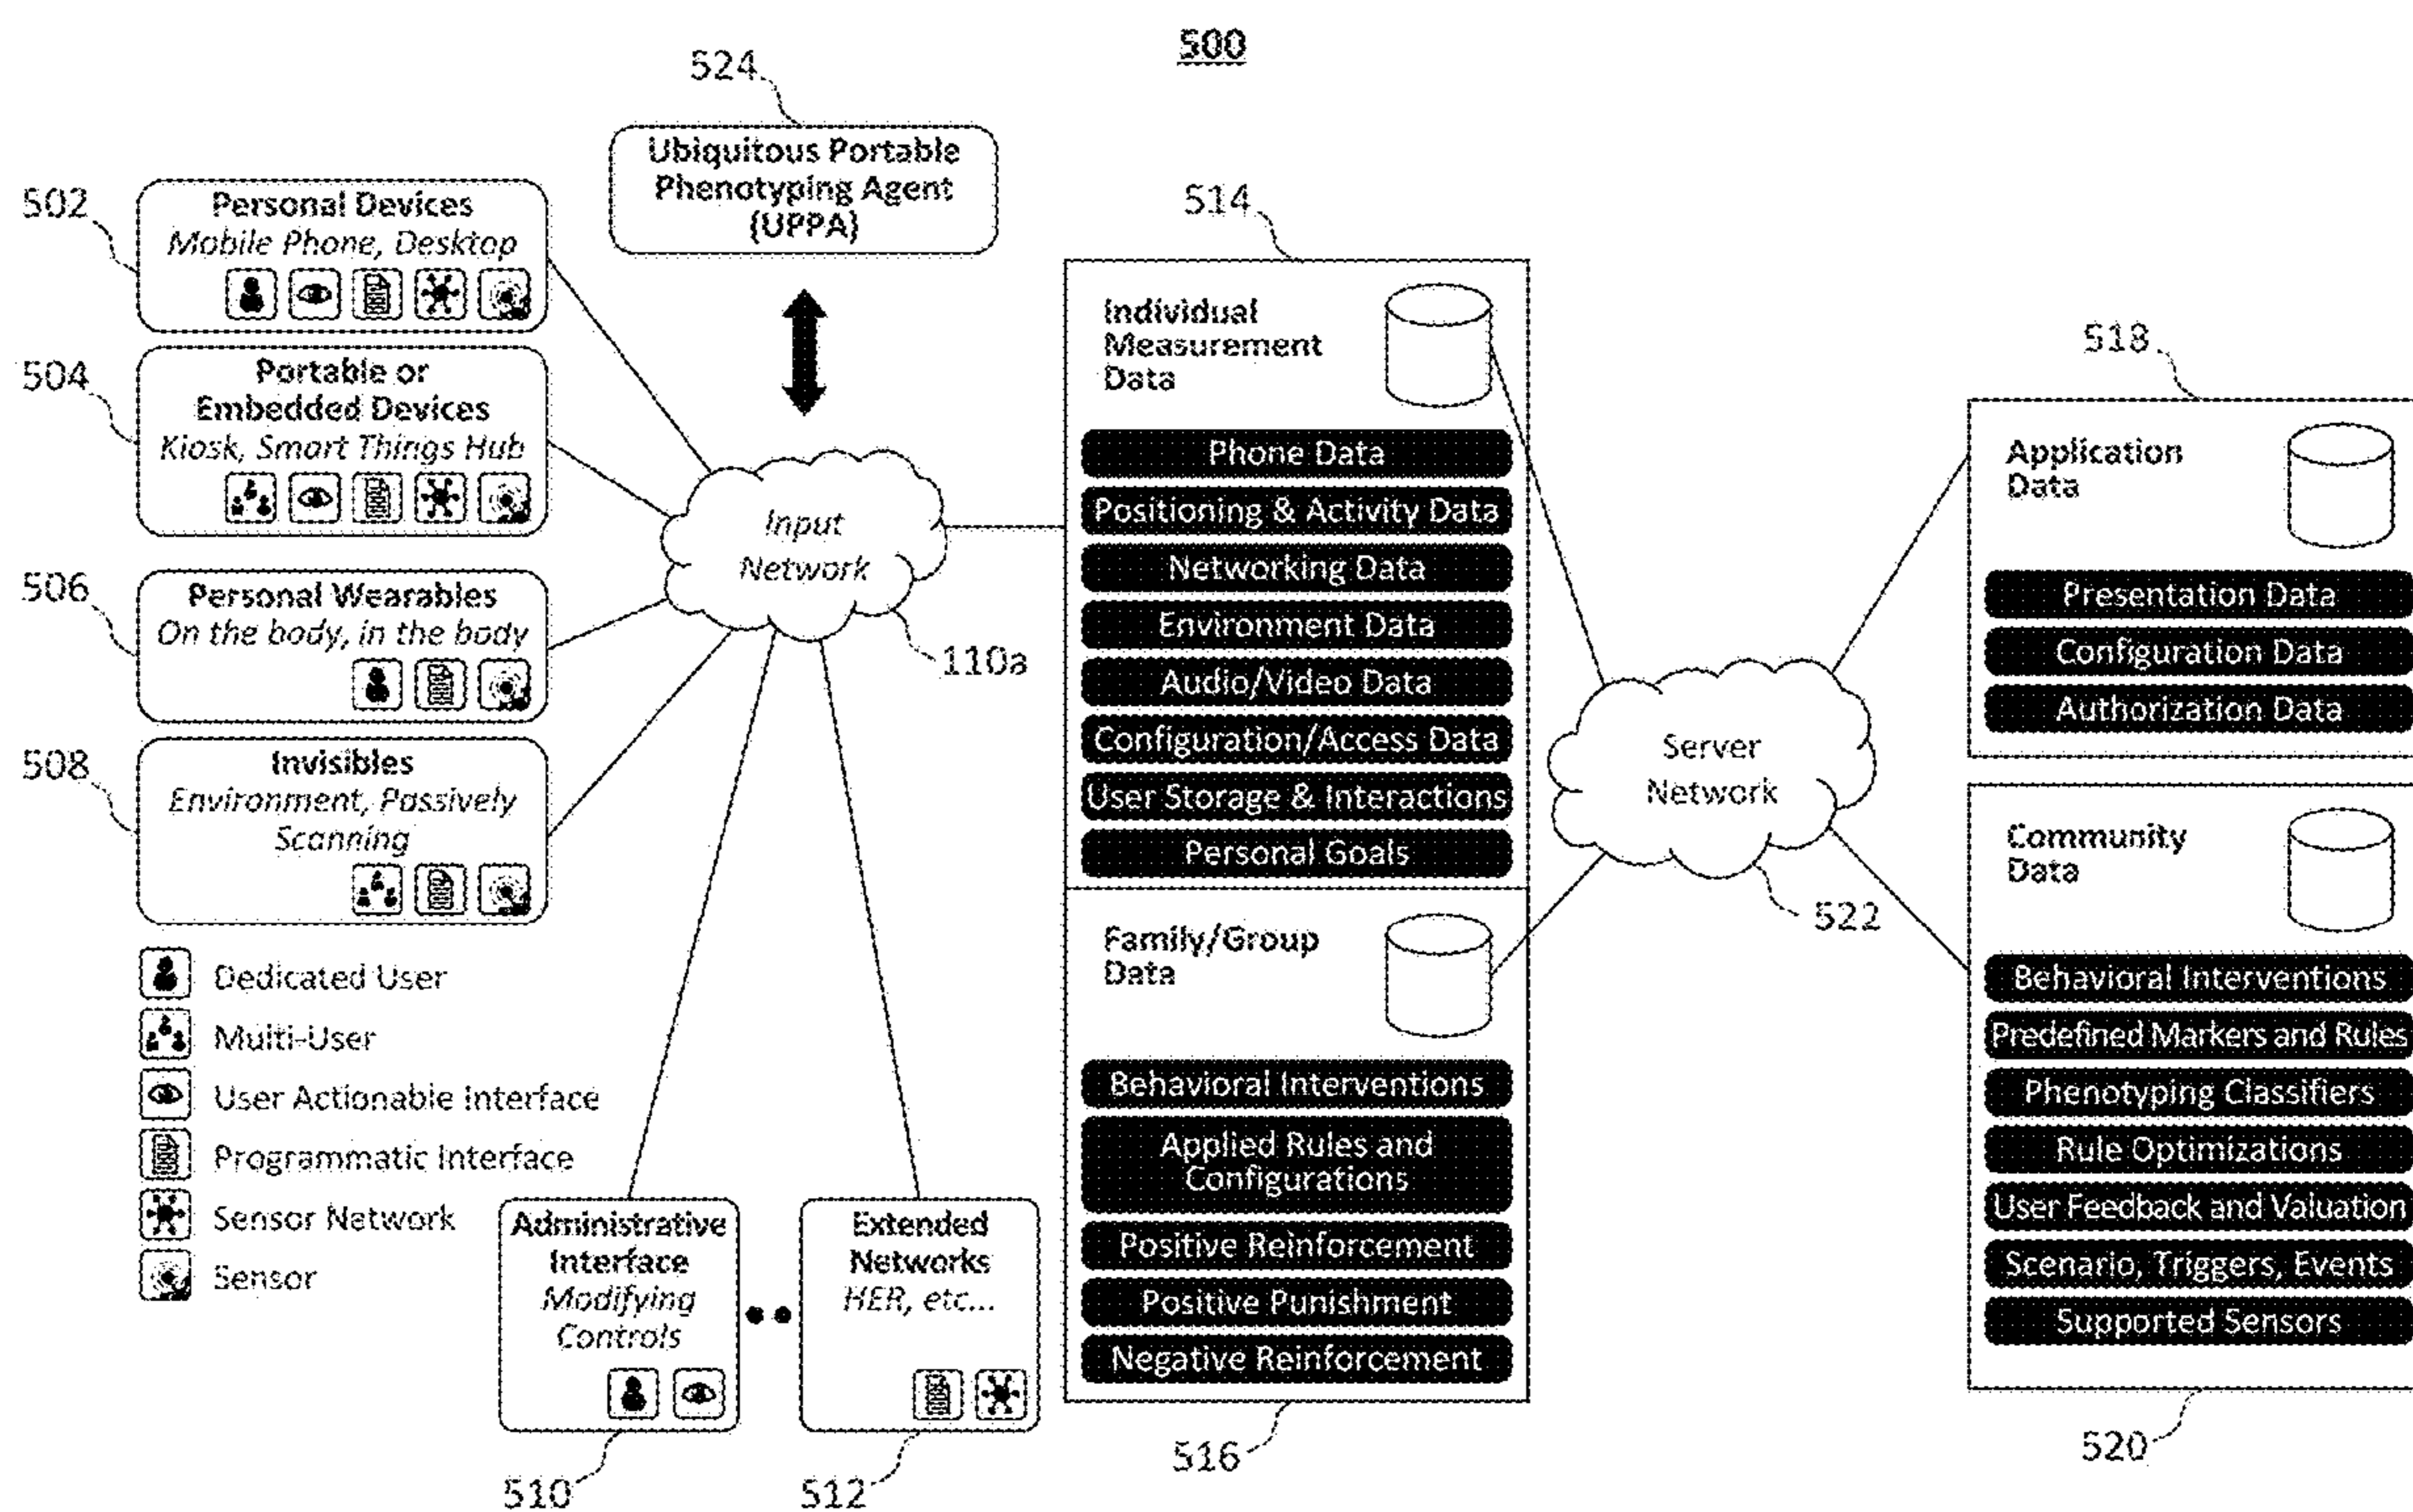 500
524
Ubiquitous Portable
Phenotyping Agent
(UPPA)
502
Personal Devices
Mobile Phone, Desktop
504
Portable or
Embedded Devices
Kiosk, Smart Things Hub
506
Personal Wearables
On the body, in the body
508
Invisibles
Environment, Passively
Scanning
Dedicated User
Multi-User
User Actionable Interface
Programmatic Interface
Sensor Network
Sensor
Input
Network
110a
Administrative
Interface
Modifying
Controls
510
Extended
Networks
HER, etc...
512
514
Individual
Measurement
Data
Phone Data
Positioning & Activity Data
Networking Data
Environment Data
Audio/Video Data
Configuration/Access Data
User Storage & Interactions
Personal Goals
Family/Group
Data
Behavioral Interventions
Applied Rules and
Configurations
Positive Reinforcement
Positive Punishment
Negative Reinforcement
516
Server
Network
522
518
Application
Data
Presentation Data
Configuration Data
Authorization Data
Community
Data
Behavioral Interventions
Predefined Markers and Rules
Phenotyping Classifiers
Rule Optimizations
User Feedback and Valuation
Scenario, Triggers, Events
Supported Sensors
520